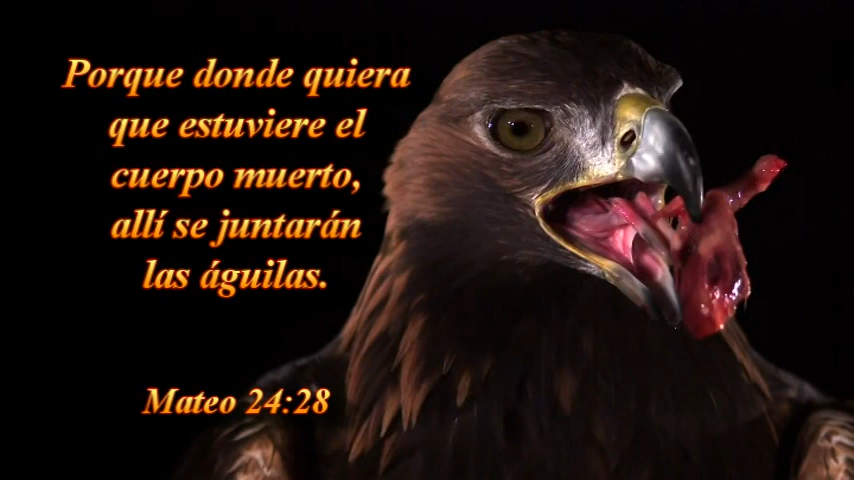 Porque donde quiera
que estuviere el
cuerpo muerto,
allí se juntarán
las águilas.
Mateo 24:28